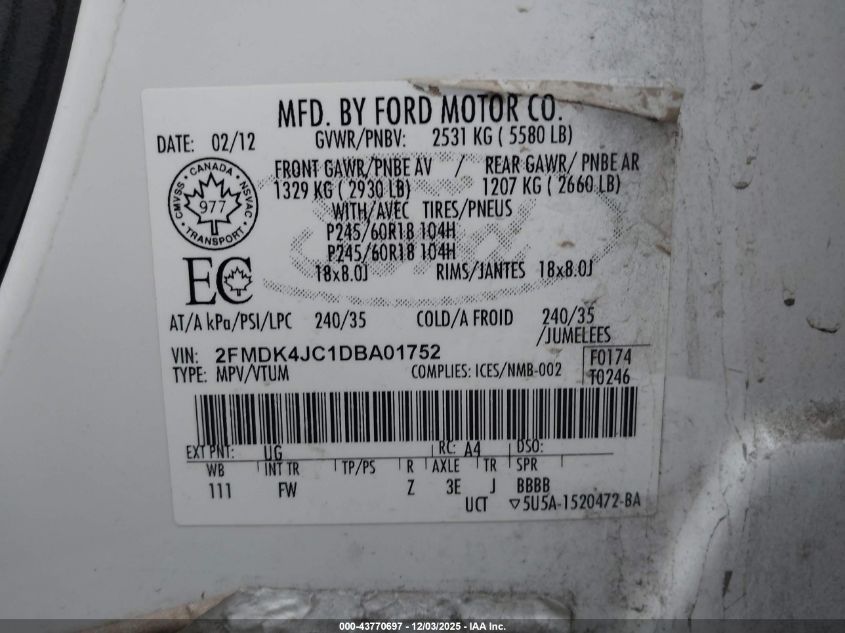 MFD. BY FORD MOTOR CO.
DATE: 02/12 GVWR/PNBV: 2531 KG ( 5580 LB)
FRONT GAWR/PNBE AV / REAR GAWR/ PNBE AR
1329 KG ( 2930 LB) 1207 KG ( 2660 LB)
WITH/AVEC TIRES/PNEUS
P245/60R18 104H
P245/60R18 104H
18x8.0J RIMS/JANTES 18x8.0J
CANADA
CMVSS NSVAC
977
TRANSPORT
EC
AT/A kPa/PSI/LPC 240/35 COLD/A FROID 240/35
/JUMELEES
VIN: 2FMDK4JC1DBA01752 F0174
TYPE: MPV/VTUM COMPLIES: ICES/NMB-002 T0246
EXT PNT: UG RC: A4 DSO:
WB INT TR TP/PS R AXLE TR SPR
111 FW Z 3E J BBBB
UCT ▽5U5A-1520472-BA
000-43770697 - 12/03/2025 - IAA Inc.